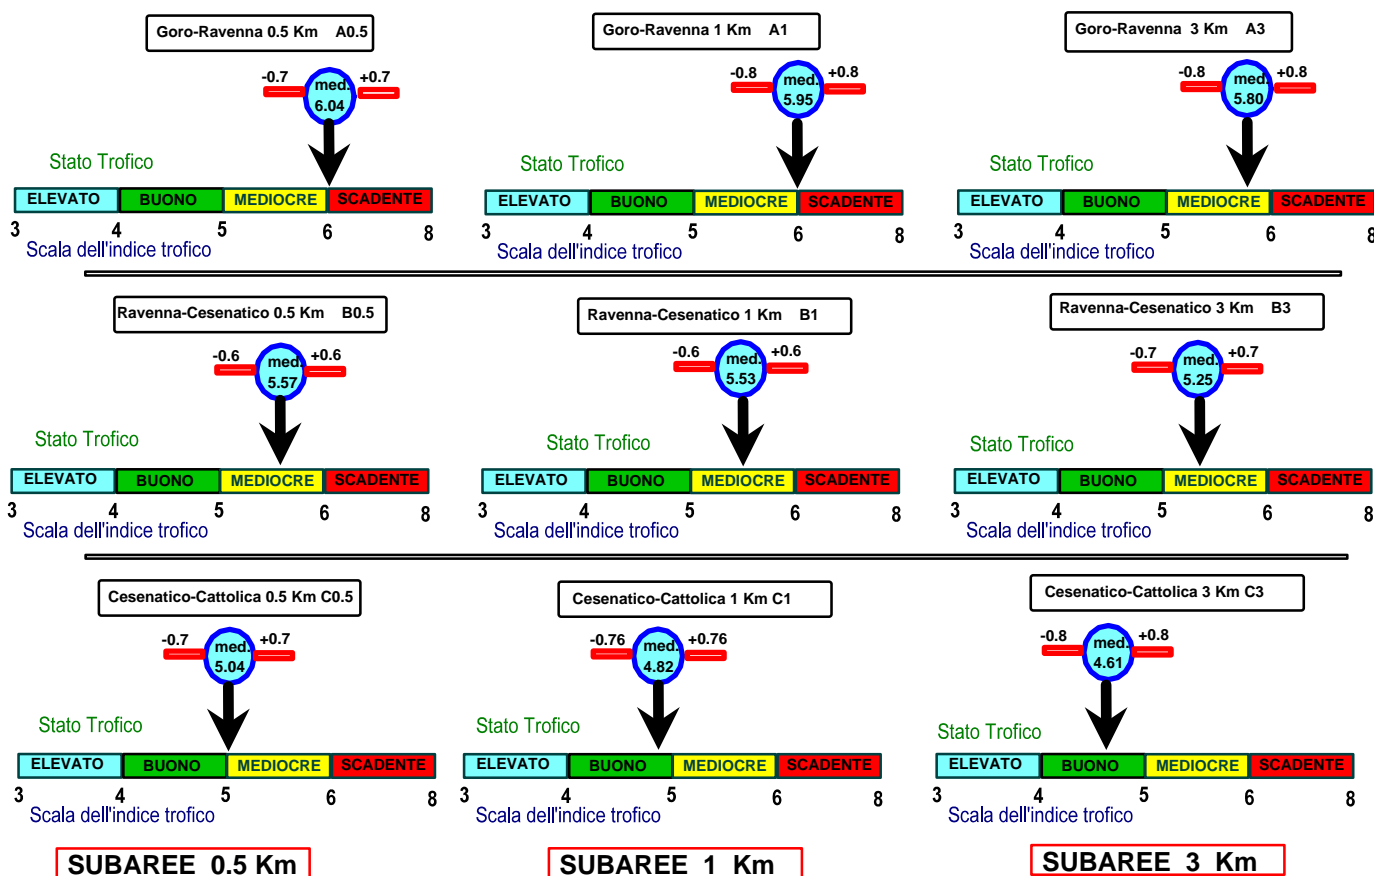 Goro-Ravenna 0.5 Km A0.5
Goro-Ravenna 1 Km A1
Goro-Ravenna 3 Km A3
-0.7 med. +0.7
6.04
-0.8 med. +0.8
5.95
-0.8 med. +0.8
5.80
Stato Trofico
Stato Trofico
Stato Trofico
ELEVATO BUONO MEDIOCRE SCADENTE
ELEVATO BUONO MEDIOCRE SCADENTE
ELEVATO BUONO MEDIOCRE SCADENTE
3 4 5 6 8
3 4 5 6 8
3 4 5 6 8
Scala dell'indice trofico
Scala dell'indice trofico
Scala dell'indice trofico
Ravenna-Cesenatico 0.5 Km B0.5
Ravenna-Cesenatico 1 Km B1
Ravenna-Cesenatico 3 Km B3
-0.6 med. +0.6
5.57
-0.6 med. +0.6
5.53
-0.7 med. +0.7
5.25
Stato Trofico
Stato Trofico
Stato Trofico
ELEVATO BUONO MEDIOCRE SCADENTE
ELEVATO BUONO MEDIOCRE SCADENTE
ELEVATO BUONO MEDIOCRE SCADENTE
3 4 5 6 8
3 4 5 6 8
3 4 5 6 8
Scala dell'indice trofico
Scala dell'indice trofico
Scala dell'indice trofico
Cesenatico-Cattolica 0.5 Km C0.5
Cesenatico-Cattolica 1 Km C1
Cesenatico-Cattolica 3 Km C3
-0.7 med. +0.7
5.04
-0.76 med. +0.76
4.82
-0.8 med. +0.8
4.61
Stato Trofico
Stato Trofico
Stato Trofico
ELEVATO BUONO MEDIOCRE SCADENTE
ELEVATO BUONO MEDIOCRE SCADENTE
ELEVATO BUONO MEDIOCRE SCADENTE
3 4 5 6 8
3 4 5 6 8
3 4 5 6 8
Scala dell'indice trofico
Scala dell'indice trofico
Scala dell'indice trofico
SUBAREE 0.5 Km
SUBAREE 1 Km
SUBAREE 3 Km